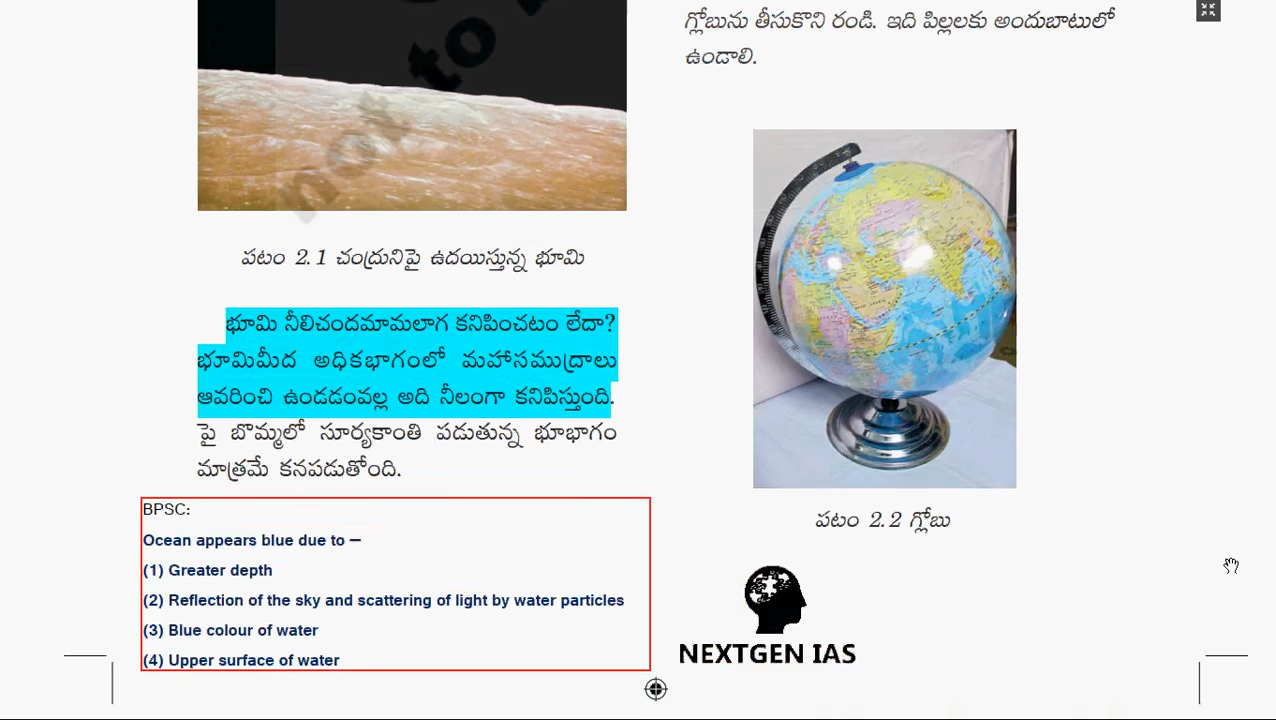 not to
పటం 2.1 చంద్రునిపై ఉదయిస్తున్న భూమి
భూమి నీలిచందమామలాగ కనిపించటం లేదా?
భూమిమీద అధికభాగంలో మహాసముద్రాలు
ఆవరించి ఉండడంవల్ల అది నీలంగా కనిపిస్తుంది.
పై బొమ్మలో సూర్యకాంతి పడుతున్న భూభాగం
మాత్రమే కనపడుతోంది.
BPSC:
Ocean appears blue due to –
(1) Greater depth
(2) Reflection of the sky and scattering of light by water particles
(3) Blue colour of water
(4) Upper surface of water
గ్లోబును తీసుకొని రండి. ఇది పిల్లలకు అందుబాటులో
ఉండాలి.
పటం 2.2 గ్లోబు
NEXTGEN IAS